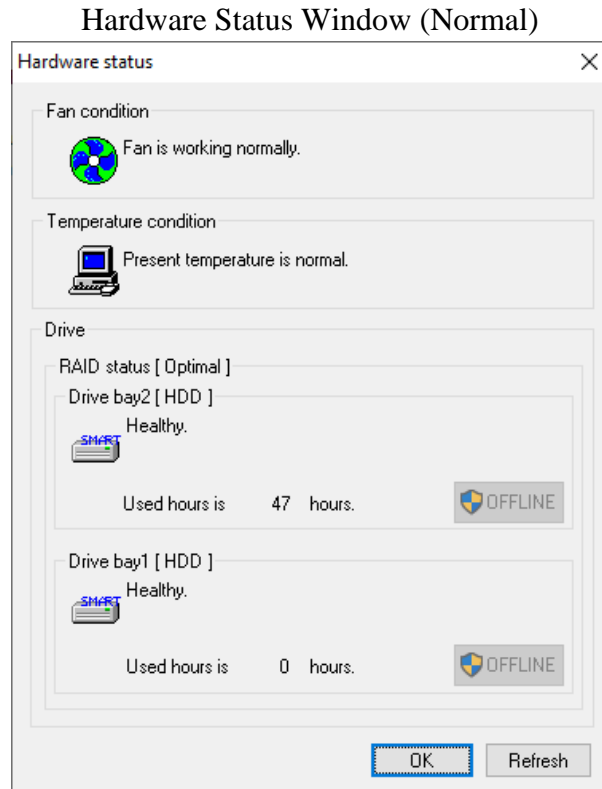 Hardware Status Window (Normal)
Hardware status
Fan condition
Fan is working normally.
Temperature condition
Present temperature is normal.
Drive
RAID status [ Optimal ]
Drive bay2 [ HDD ]
SMART
Healthy.
Used hours is 47 hours.
OFFLINE
Drive bay1 [ HDD ]
SMART
Healthy.
Used hours is 0 hours.
OFFLINE
OK
Refresh